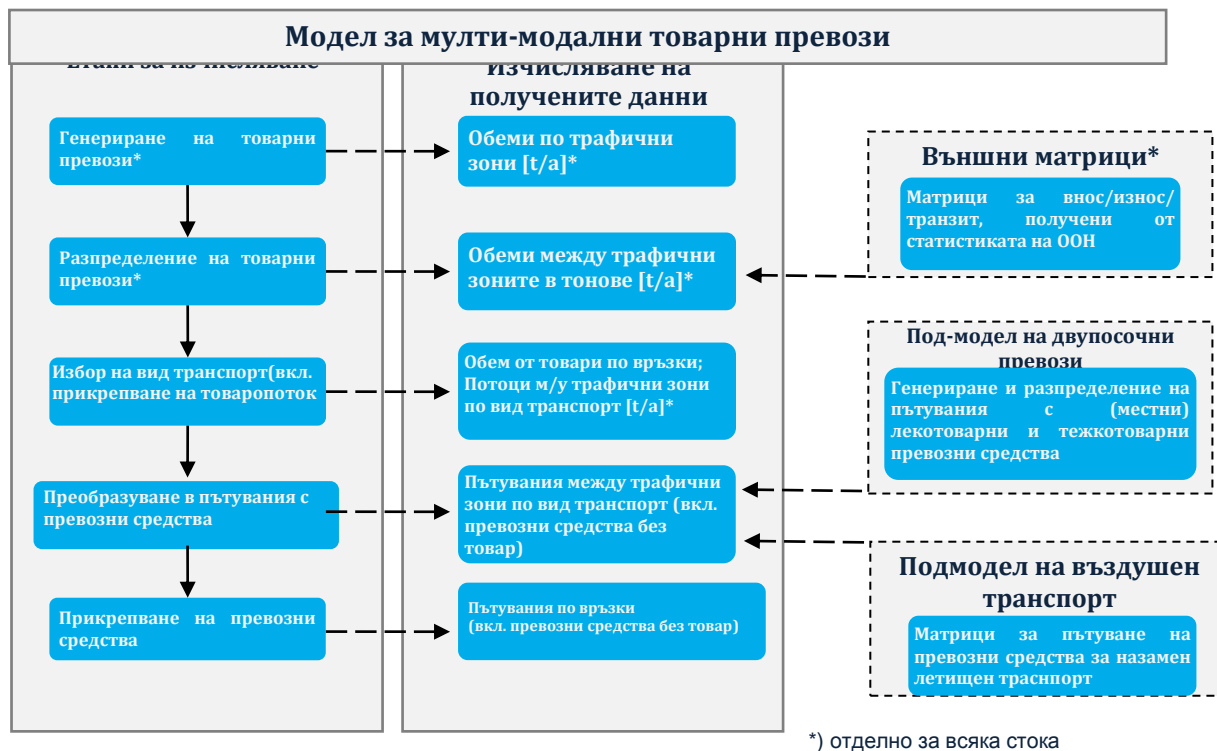 Модел за мулти-модални товарни превози
Етапи за изчисляване
Изчисляване на
получените данни
Генериране на товарни
превози*
Обеми по трафични
зони [t/a]*
Външни матрици*
Матрици за внос/износ/
транзит, получени от
статистиката на ООН
Разпределение на товарни
превози*
Обеми между трафични
зоните в тонове [t/a]*
Под-модел на двупосочни
превози
Генериране и разпределение на
пътувания с (местни)
лекотоварни и тежкотоварни
превозни средства
Избор на вид транспорт(вкл.
прикрепване на товаропоток
Обем от товари по връзки;
Потоци м/у трафични зони
по вид транспорт [t/a]*
Преобразуване в пътувания с
превозни средства
Пътувания между трафични
зони по вид транспорт (вкл.
превозни средства без
товар)
Подмодел на въздушен
транспорт
Матрици за пътуване на
превозни средства за назамен
летищен траснпорт
Прикрепване на превозни
средства
Пътувания по връзки
(вкл. превозни средства без товар)
*) отделно за всяка стока